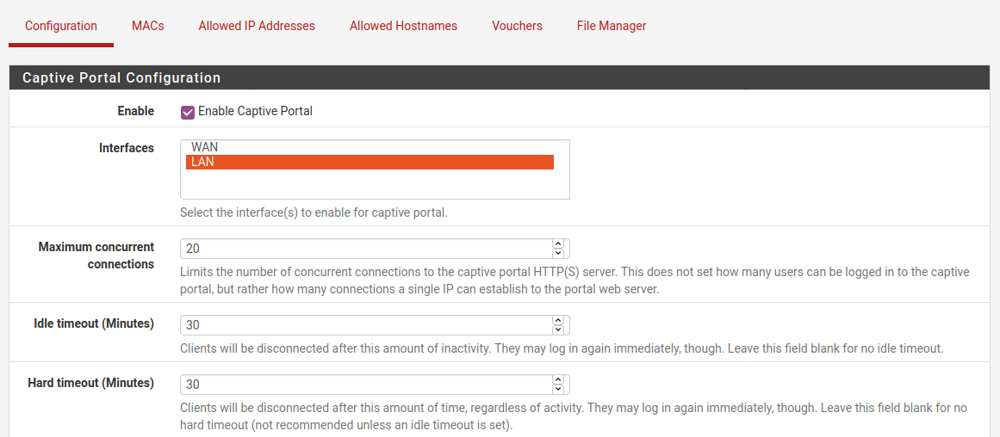 Configuration MACs Allowed IP Addresses Allowed Hostnames Vouchers File Manager
Captive Portal Configuration
Enable Enable Captive Portal
Interfaces WAN
LAN
Select the interface(s) to enable for captive portal.
Maximum concurrent
connections
20
Limits the number of concurrent connections to the captive portal HTTP(S) server. This does not set how many users can be logged in to the captive
portal, but rather how many connections a single IP can establish to the portal web server.
Idle timeout (Minutes) 30
Clients will be disconnected after this amount of inactivity. They may log in again immediately, though. Leave this field blank for no idle timeout.
Hard timeout (Minutes) 30
Clients will be disconnected after this amount of time, regardless of activity. They may log in again immediately, though. Leave this field blank for no
hard timeout (not recommended unless an idle timeout is set).